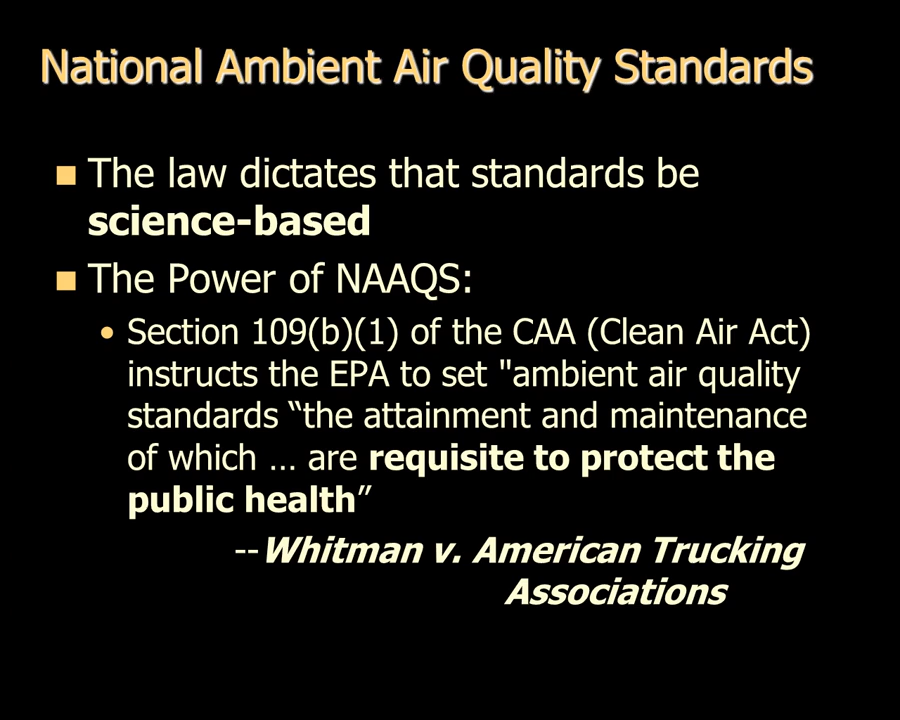 National Ambient Air Quality Standards
The law dictates that standards be
science-based
The Power of NAAQS:
Section 109(b)(1) of the CAA (Clean Air Act)
instructs the EPA to set "ambient air quality
standards “the attainment and maintenance
of which … are requisite to protect the
public health”
--Whitman v. American Trucking
Associations